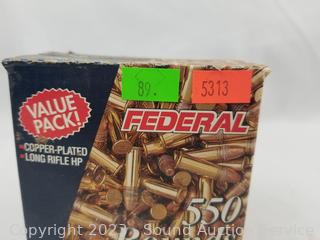 89.
5313
VALUE
PACK!
FEDERAL
•COPPER-PLATED
•LONG RIFLE HP
550
Copyright 2023 - Sound Auction Service